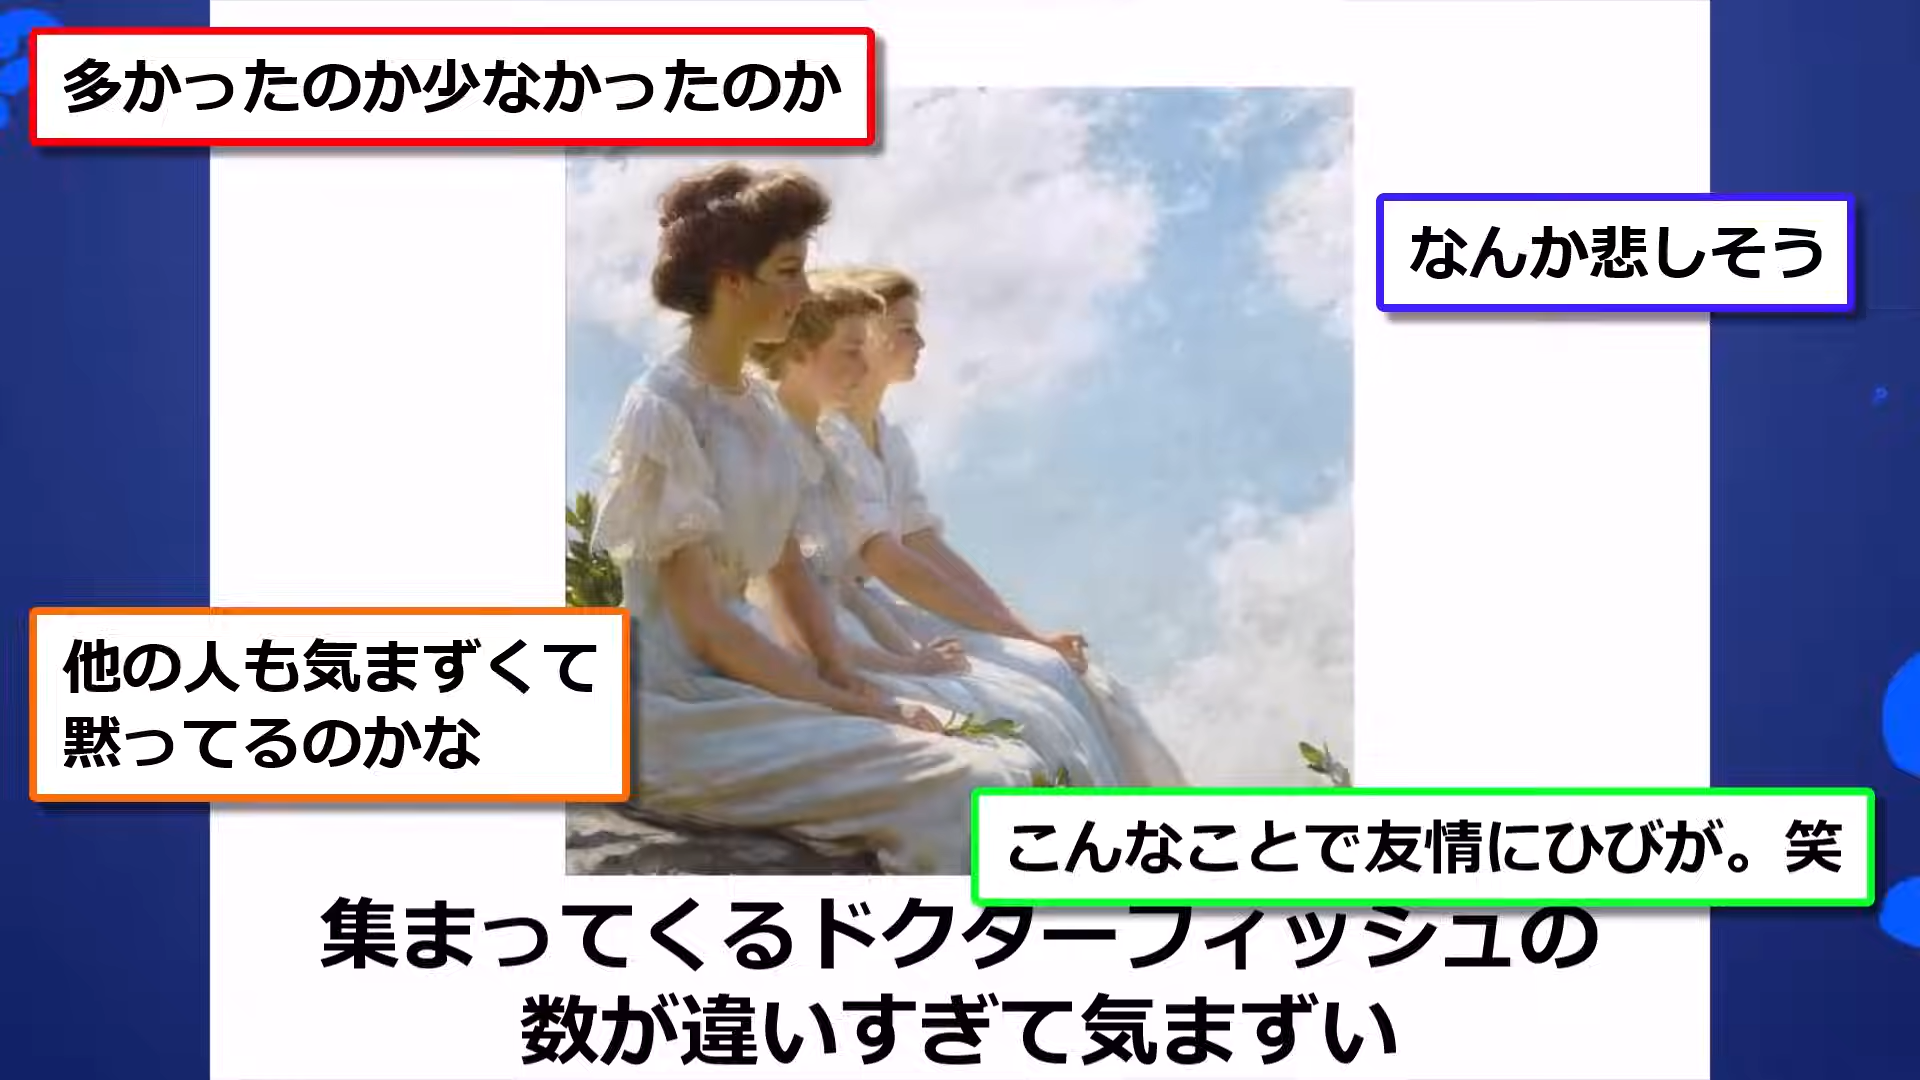 多かったのか少なかったのか
なんか悲しそう
他の人も気まずくて
黙ってるのかな
こんなことで友情にひびが。笑
集まってくるドクターフィッシュの
数が違いすぎて気まずい